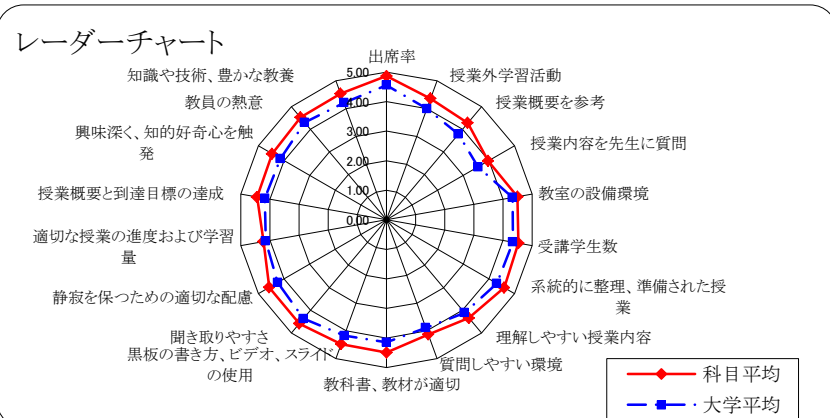 レーダーチャート
出席率
授業外学習活動
授業概要を参考
授業内容を先生に質問
教室の設備環境
受講学生数
系統的に整理、準備された授
業
理解しやすい授業内容
質問しやすい環境
教科書、教材が適切
黒板の書き方、ビデオ、スライド
の使用
聞き取りやすさ
静寂を保つための適切な配慮
適切な授業の進度および学習
量
授業概要と到達目標の達成
興味深く、知的好奇心を触
発
教員の熱意
知識や技術、豊かな教養
5.00
4.00
3.00
2.00
1.00
0.00
科目平均
大学平均